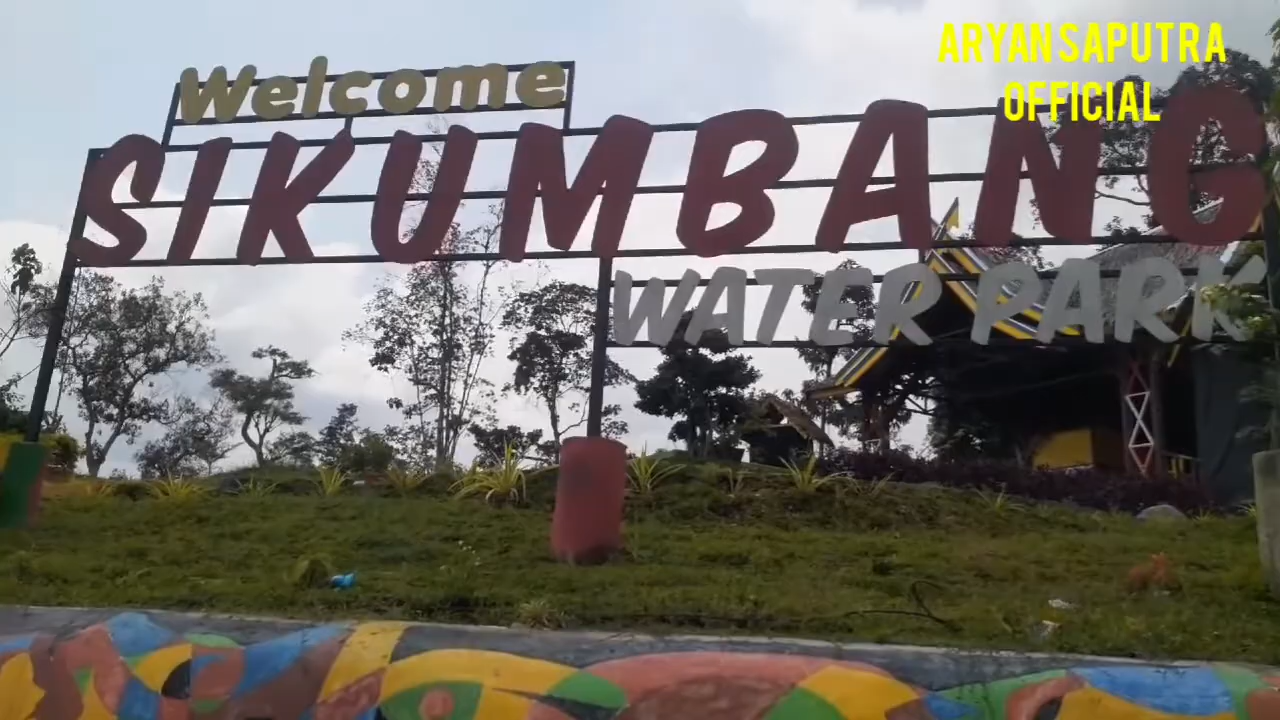 ARYAN SAPUTRA
OFFICIAL
Welcome
SIKUMBANG
WATER PARK